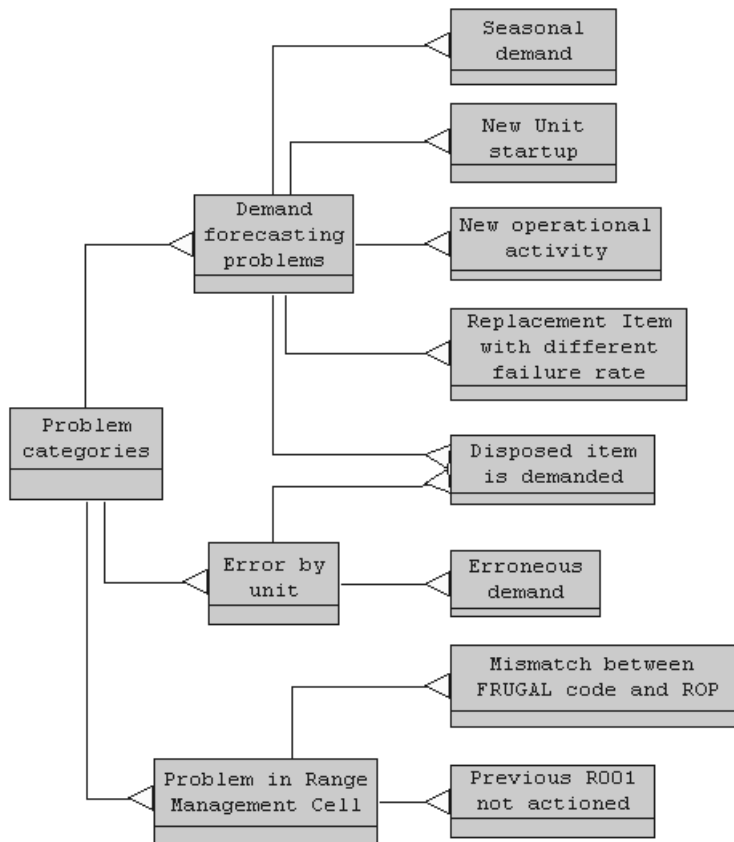 Seasonal
demand
New Unit
startup
Demand
forecasting
problems
New operational
activity
Replacement Item
with different
failure rate
Problem
categories
Disposed item
is demanded
Error by
unit
Erroneous
demand
Mismatch between
FRUGAL code and ROP
Problem in Range
Management Cell
Previous R001
not actioned